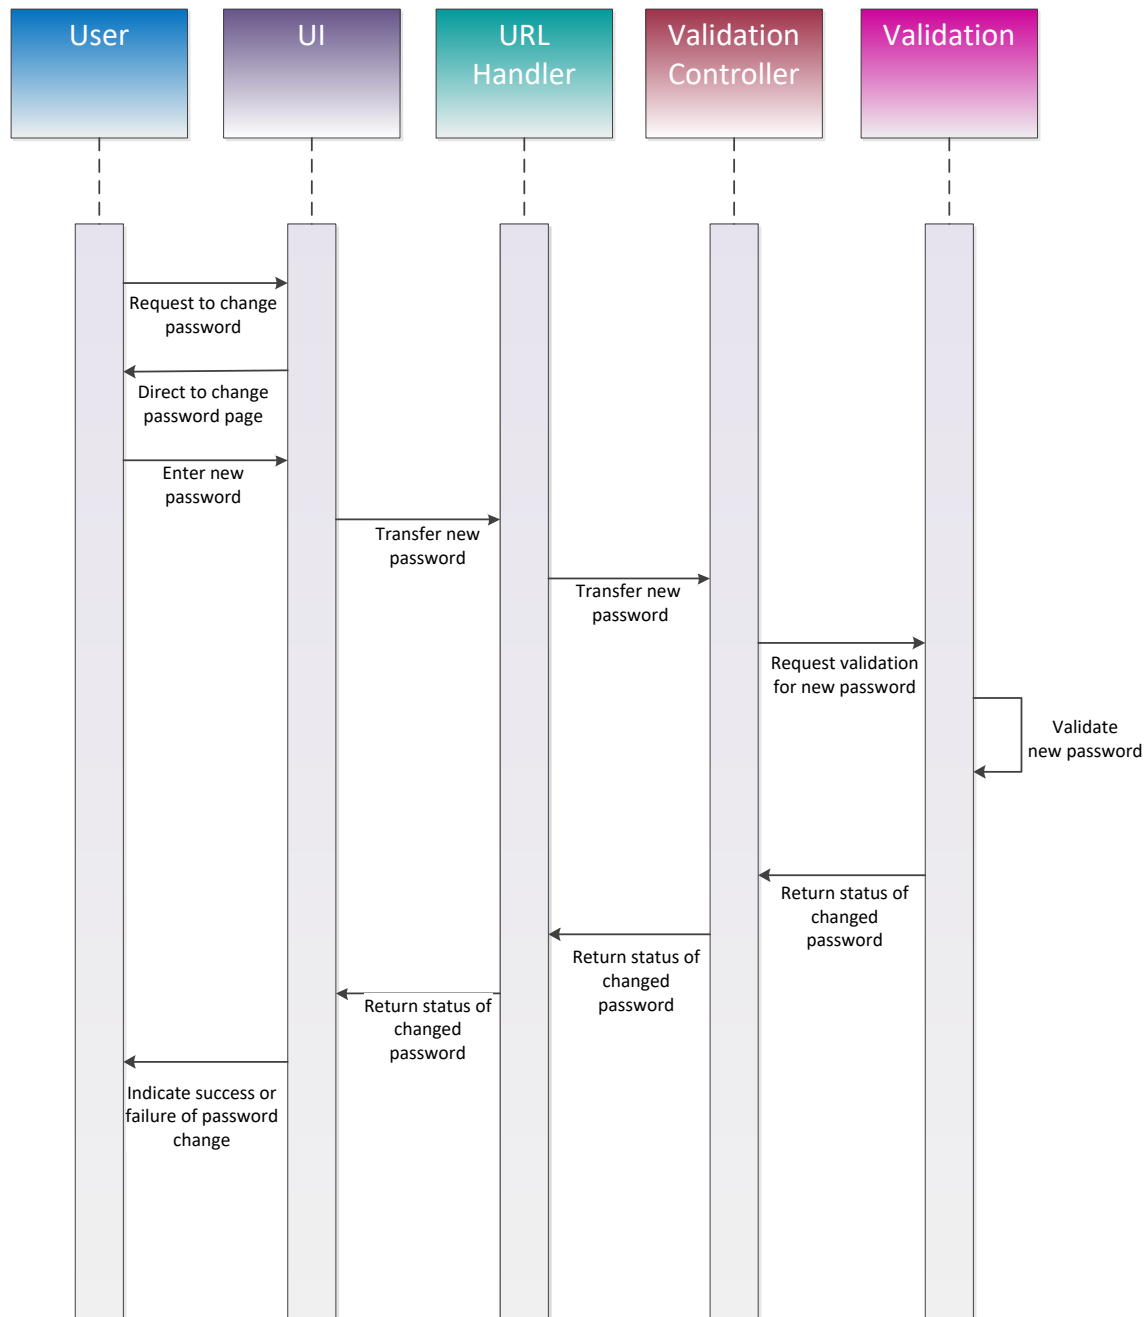 User
UI
URL
Handler
Validation
Controller
Validation
Request to change
password
Direct to change
password page
Enter new
password
Transfer new
password
Transfer new
password
Request validation
for new password
Validate
new password
Return status of
changed
password
Return status of
changed
password
Return status of
changed
password
Indicate success or
failure of password
change